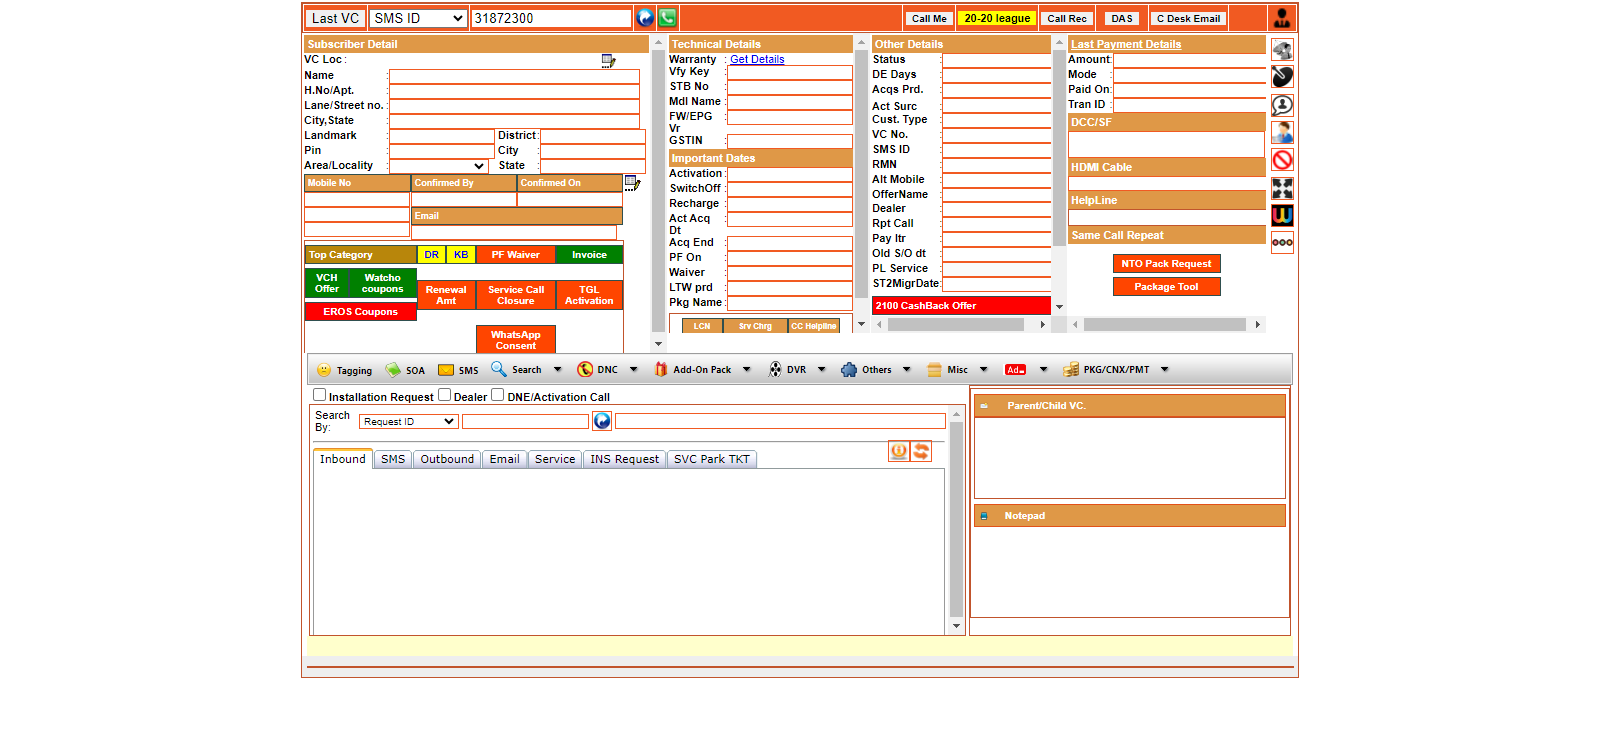 Last VC SMS ID 31872300 Call Me 20-20 league Call Rec DAS C Desk Email
Subscriber Detail
VC Loc :
Name :
H.No/Apt. :
Lane/Street no. :
City,State :
Landmark : District :
Pin : City :
Area/Locality : State :
Mobile No Confirmed By Confirmed On
Email
Top Category DR KB PF Waiver Invoice
VCH Offer Watcho coupons
Renewal Amt Service Call Closure TGL Activation
EROS Coupons
WhatsApp Consent
Technical Details
Warranty : Get Details
Vfy Key :
STB No :
Mdl Name :
FW/EPG Vr :
GSTIN :
Important Dates
Activation :
SwitchOff :
Recharge :
Act Acq Dt :
Acq End :
PF On :
Waiver :
LTW prd :
Pkg Name :
LCN Srv Chrg CC Helpline
Other Details
Status :
DE Days :
Acqs Prd. :
Act Surc :
Cust. Type :
VC No. :
SMS ID :
RMN :
Alt Mobile :
OfferName :
Dealer :
Rpt Call :
Pay Itr :
Old S/O dt :
PL Service :
ST2MigrDate:
2100 CashBack Offer
Last Payment Details
Amount:
Mode :
Paid On:
Tran ID :
DCC/SF
HDMI Cable
HelpLine
Same Call Repeat
NTO Pack Request
Package Tool
Tagging SOA SMS Search DNC Add-On Pack DVR Others Misc Ad PKG/CNX/PMT
Installation Request Dealer DNE/Activation Call
Search By: Request ID
Inbound SMS Outbound Email Service INS Request SVC Park TKT
Parent/Child VC.
Notepad